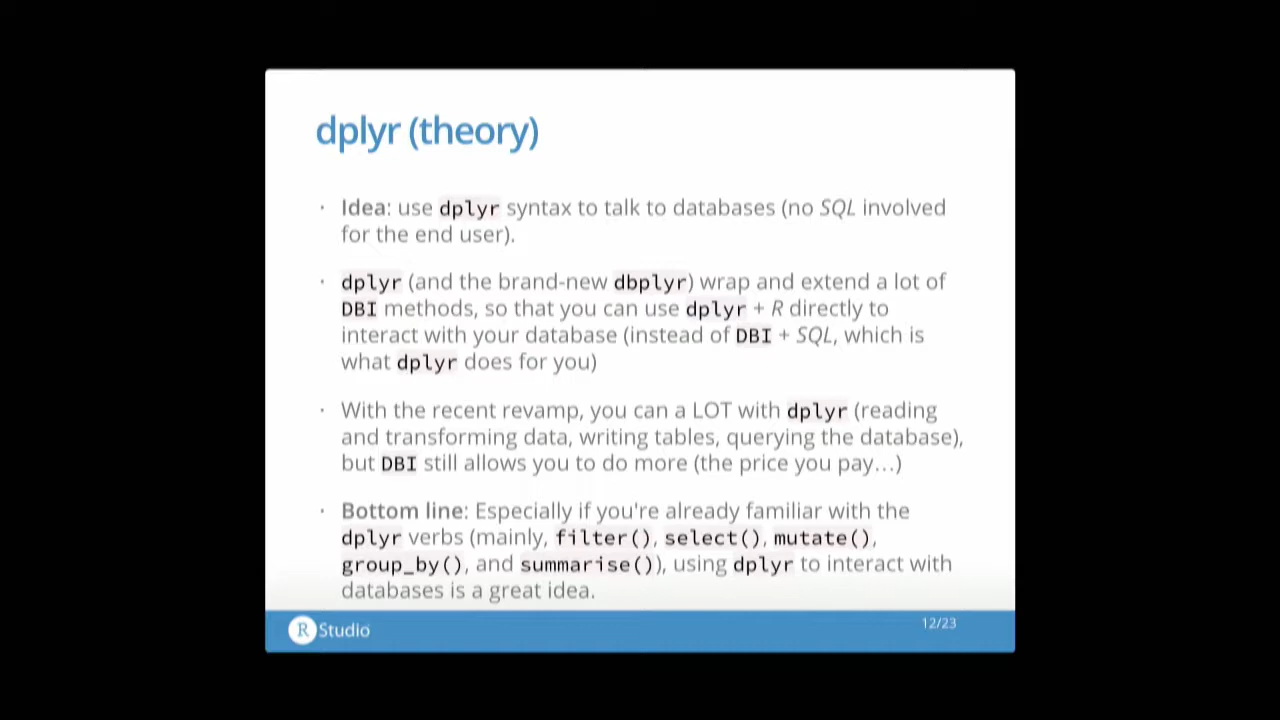 dplyr (theory)
· Idea: use dplyr syntax to talk to databases (no SQL involved
for the end user).
· dplyr (and the brand-new dbplyr) wrap and extend a lot of
DBI methods, so that you can use dplyr + R directly to
interact with your database (instead of DBI + SQL, which is
what dplyr does for you)
· With the recent revamp, you can a LOT with dplyr (reading
and transforming data, writing tables, querying the database),
but DBI still allows you to do more (the price you pay…)
· Bottom line: Especially if you're already familiar with the
dplyr verbs (mainly, filter(), select(), mutate(),
group_by(), and summarise()), using dplyr to interact with
databases is a great idea.
R Studio
12/23